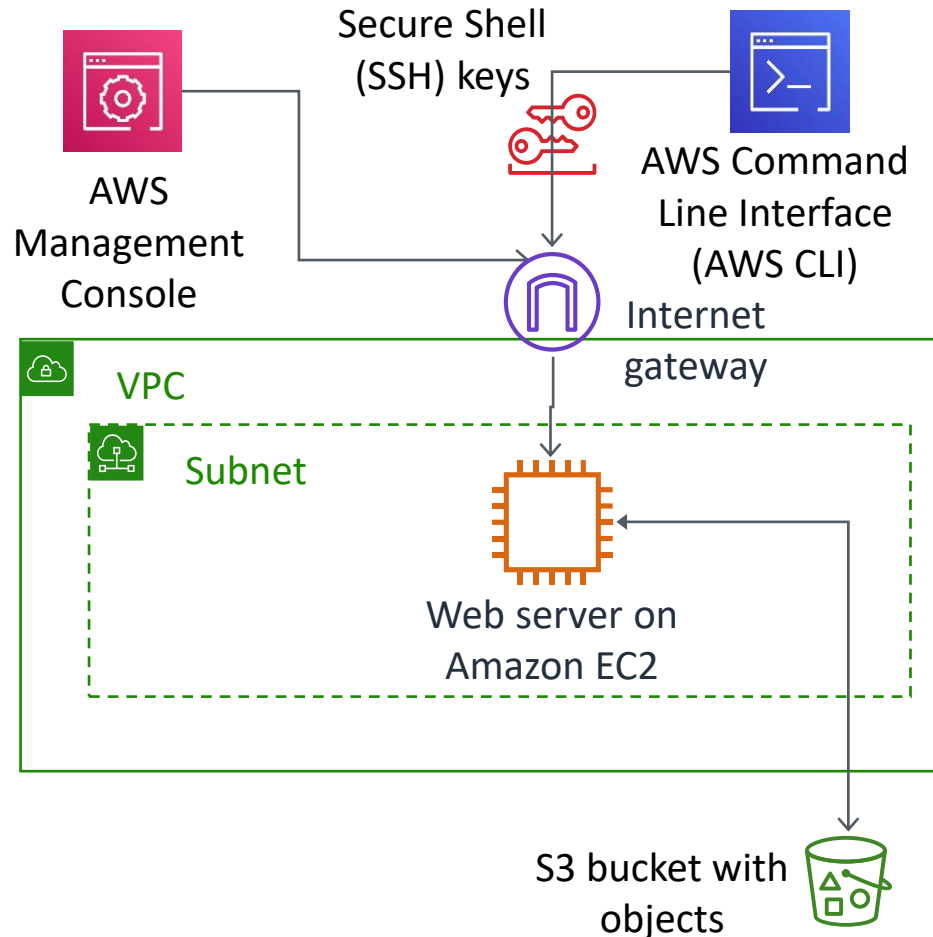 Secure Shell
(SSH) keys
AWS
Management
Console
AWS Command
Line Interface
(AWS CLI)
Internet
gateway
VPC
Subnet
Web server on
Amazon EC2
S3 bucket with
objects